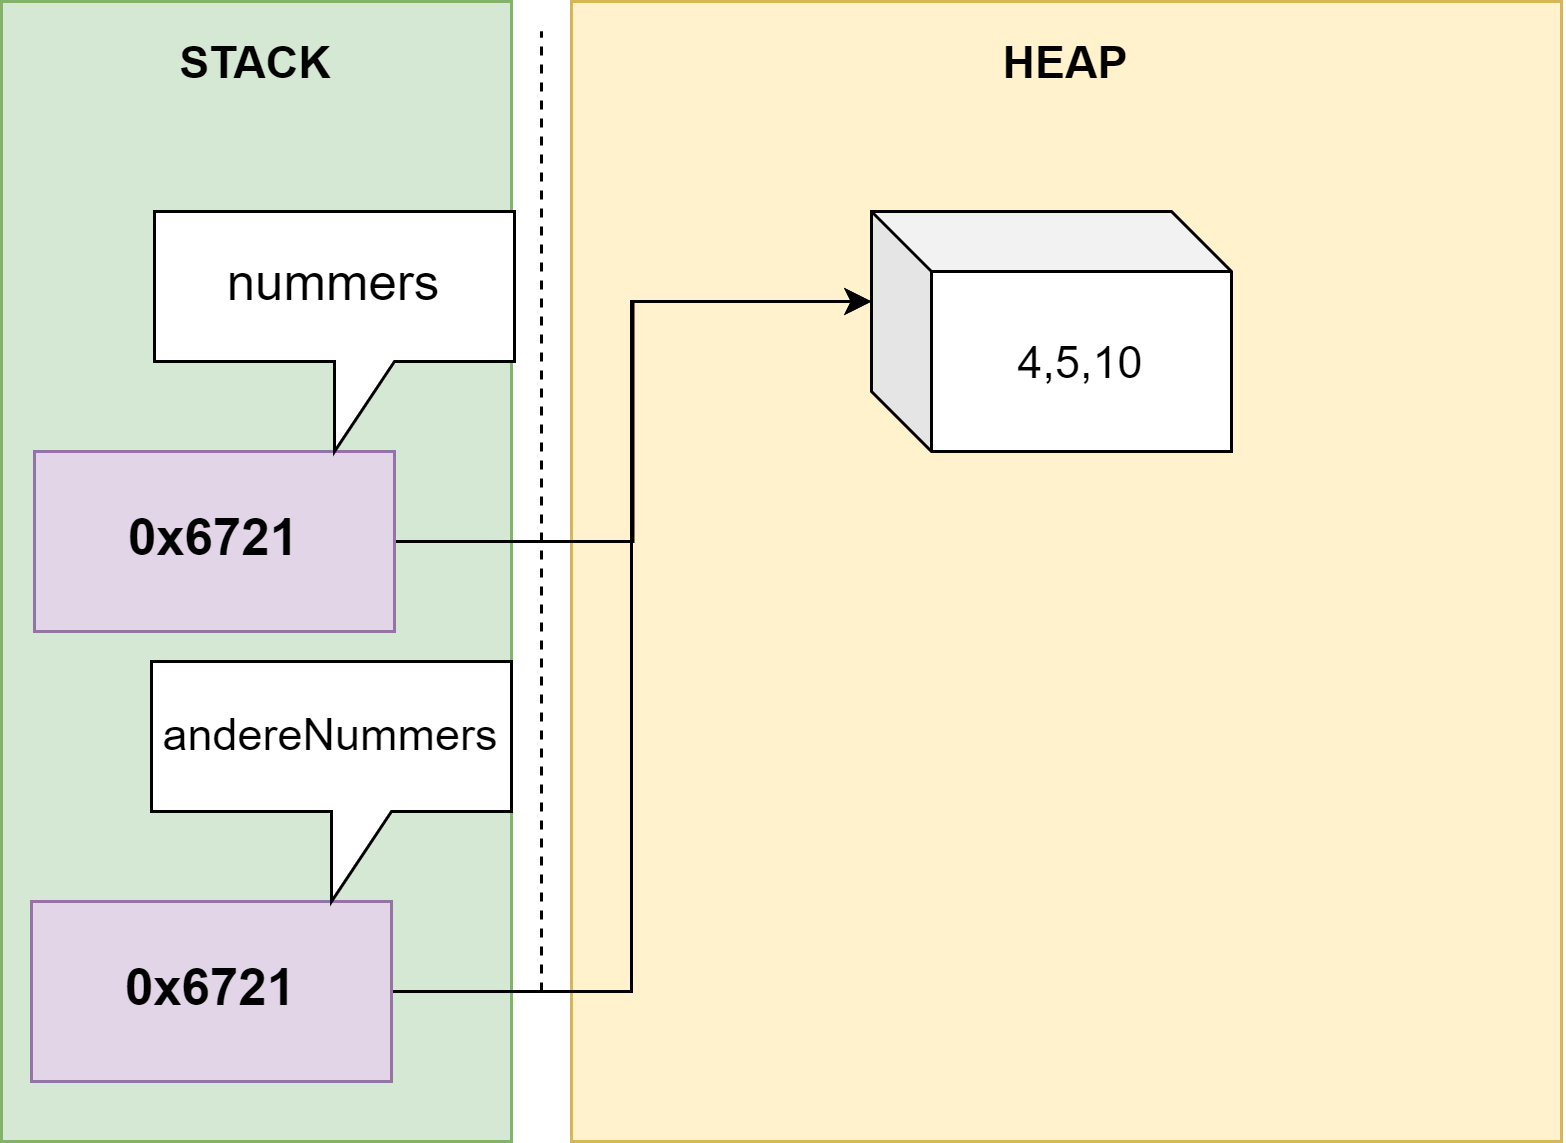 STACK
HEAP
nummers
4,5,10
0x6721
andereNummers
0x6721